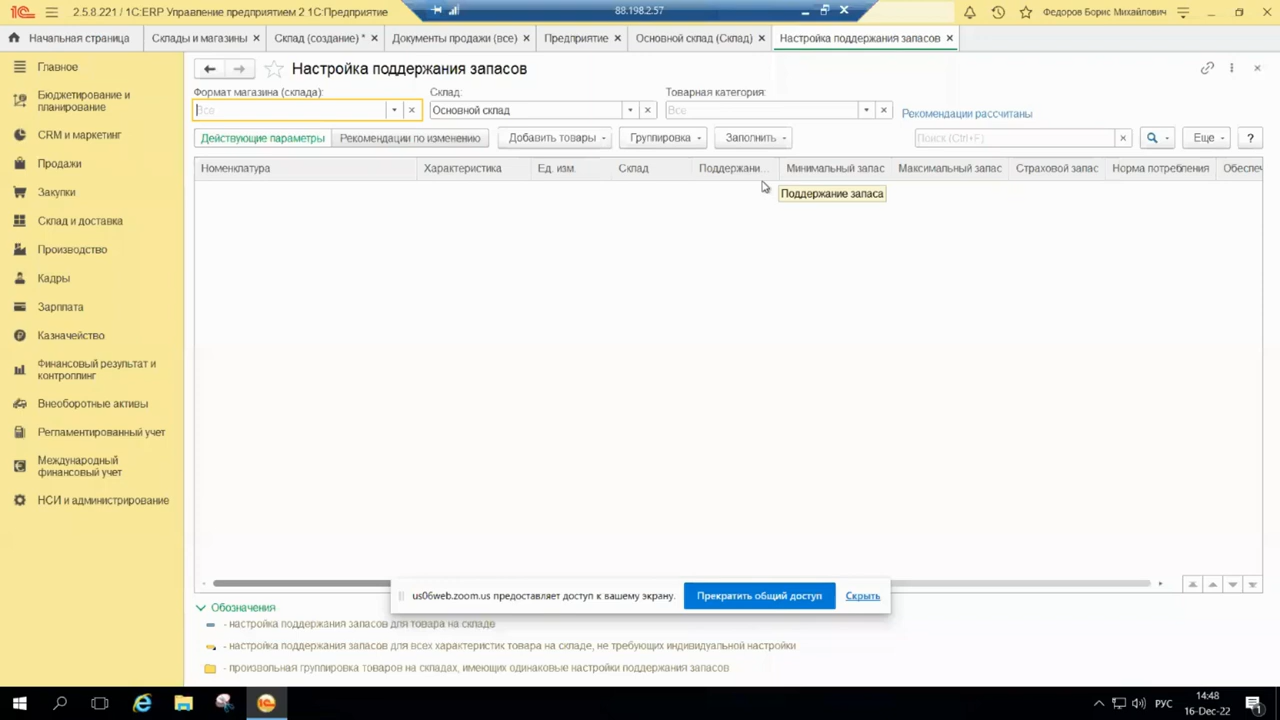 2.5.8.221 / 1C:ERP Управление предприятием 2 1С:Предприятие
88.198.2.57
Федоров Борис Михайлович
Начальная страница
Склады и магазины
Склад (создание) *
Документы продажи (все)
Предприятие
Основной склад (Склад)
Настройка поддержания запасов
Главное
Бюджетирование и
планирование
CRM и маркетинг
Продажи
Закупки
Склад и доставка
Производство
Кадры
Зарплата
Казначейство
Финансовый результат и
контроллинг
Внеоборотные активы
Регламентированный учет
Международный
финансовый учет
НСИ и администрирование
Настройка поддержания запасов
Формат магазина (склада):
Склад:
Товарная категория:
Все
Основной склад
Все
Рекомендации рассчитаны
Действующие параметры
Рекомендации по изменению
Добавить товары
Группировка
Заполнить
Поиск (Ctrl+F)
Еще
?
Номенклатура
Характеристика
Ед. изм.
Склад
Поддержани...
Минимальный запас
Максимальный запас
Страховой запас
Норма потребления
Обеспеч
Поддержание запаса
us06web.zoom.us предоставляет доступ к вашему экрану.
Прекратить общий доступ
Скрыть
Обозначения
- настройка поддержания запасов для товара на складе
- настройка поддержания запасов для всех характеристик товара на складе, не требующих индивидуальной настройки
- произвольная группировка товаров на складах, имеющих одинаковые настройки поддержания запасов
РУС
14:48
16-Dec-22
1